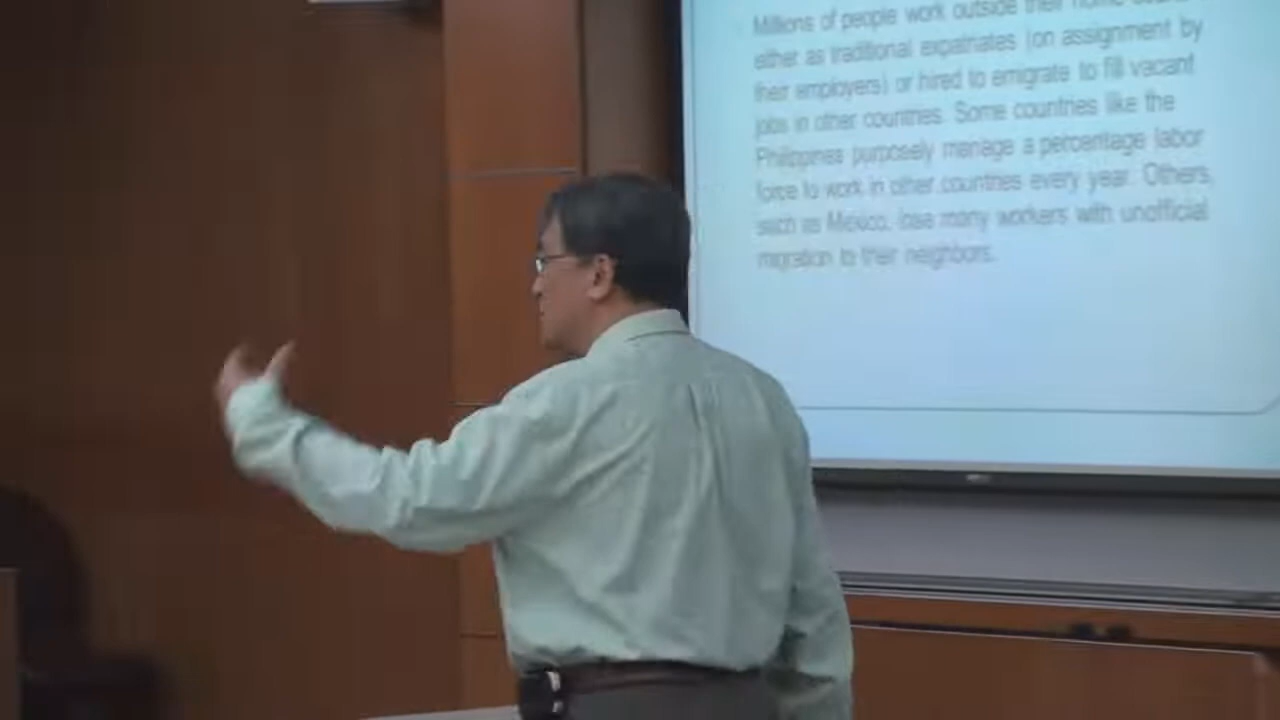 Millions of people work outside their home
either as traditional expatriates (on assignment by
their employers) or hired to emigrate to fill vacant
jobs in other countries. Some countries like the
Philippines purposely manage a percentage labor
force to work in other countries every year. Others,
such as Mexico, lose many workers with unofficial
migration to their neighbors.